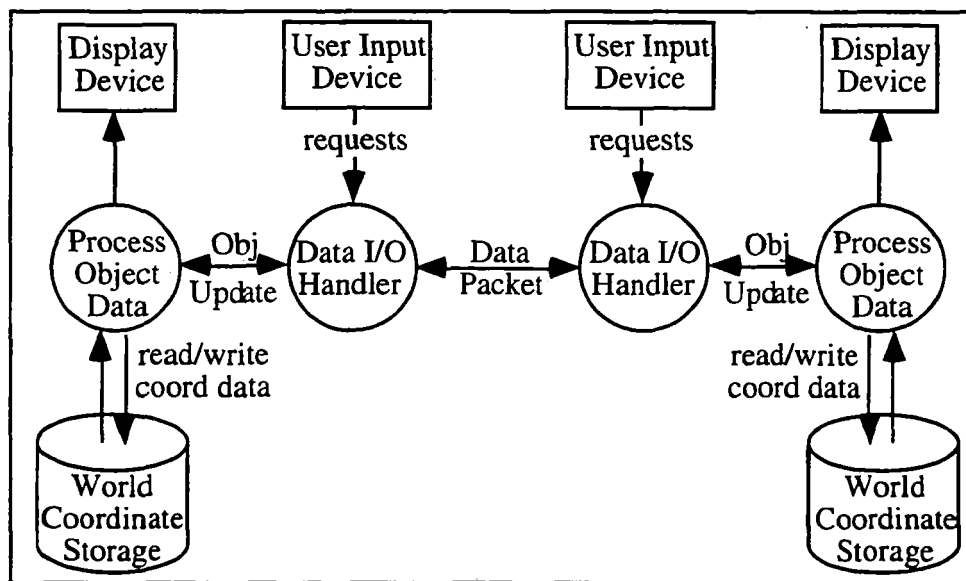 Display
Device
User Input
Device
User Input
Device
Display
Device
requests
requests
Process
Object
Data
Obj
Update
Data I/O
Handler
Data
Packet
Data I/O
Handler
Obj
Update
Process
Object
Data
read/write
coord data
read/write
coord data
World
Coordinate
Storage
World
Coordinate
Storage